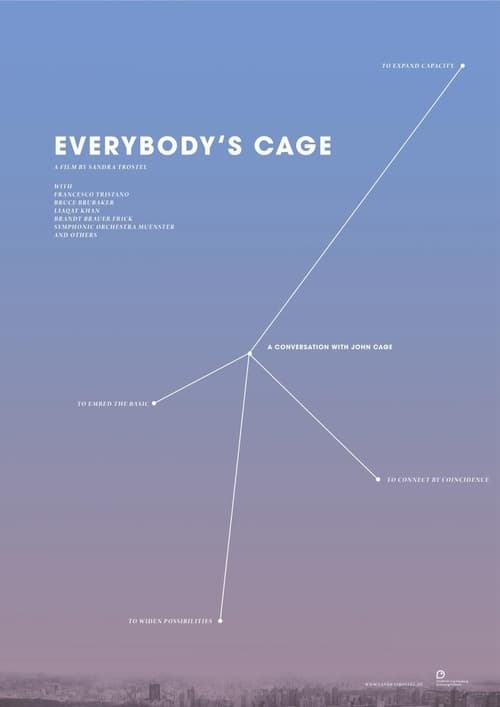 TO EXPAND CAPACITY
EVERYBODY'S CAGE
A FILM BY SANDRA TROSTEL
WITH
FRANCESCO TRISTANO
BRUCE BRUBAKER
LIAQAT KHAN
BRANDT BRAUER FRICK
SYMPHONIC ORCHESTRA MUENSTER
AND OTHERS
A CONVERSATION WITH JOHN CAGE
TO EMBED THE BASIC
TO CONNECT BY COINCIDENCE
TO WIDEN POSSIBILITIES